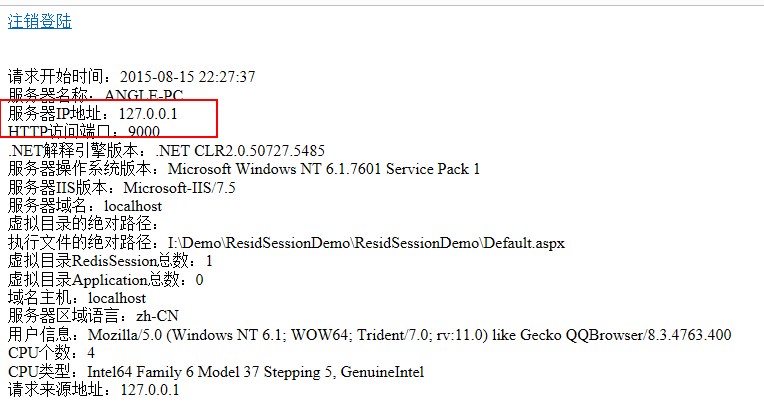 注销登陆
请求开始时间：2015-08-15 22:27:37
服务器名称：ANGLE-PC
服务器IP地址：127.0.0.1
HTTP访问端口：9000
.NET解释引擎版本：.NET CLR2.0.50727.5485
服务器操作系统版本：Microsoft Windows NT 6.1.7601 Service Pack 1
服务器IIS版本：Microsoft-IIS/7.5
服务器域名：localhost
虚拟目录的绝对路径：
执行文件的绝对路径：I:\Demo\ResidSessionDemo\ResidSessionDemo\Default.aspx
虚拟目录RedisSession总数：1
虚拟目录Application总数：0
域名主机：localhost
服务器区域语言：zh-CN
用户信息：Mozilla/5.0 (Windows NT 6.1; WOW64; Trident/7.0; rv:11.0) like Gecko QQBrowser/8.3.4763.400
CPU个数：4
CPU类型：Intel64 Family 6 Model 37 Stepping 5, GenuineIntel
请求来源地址：127.0.0.1